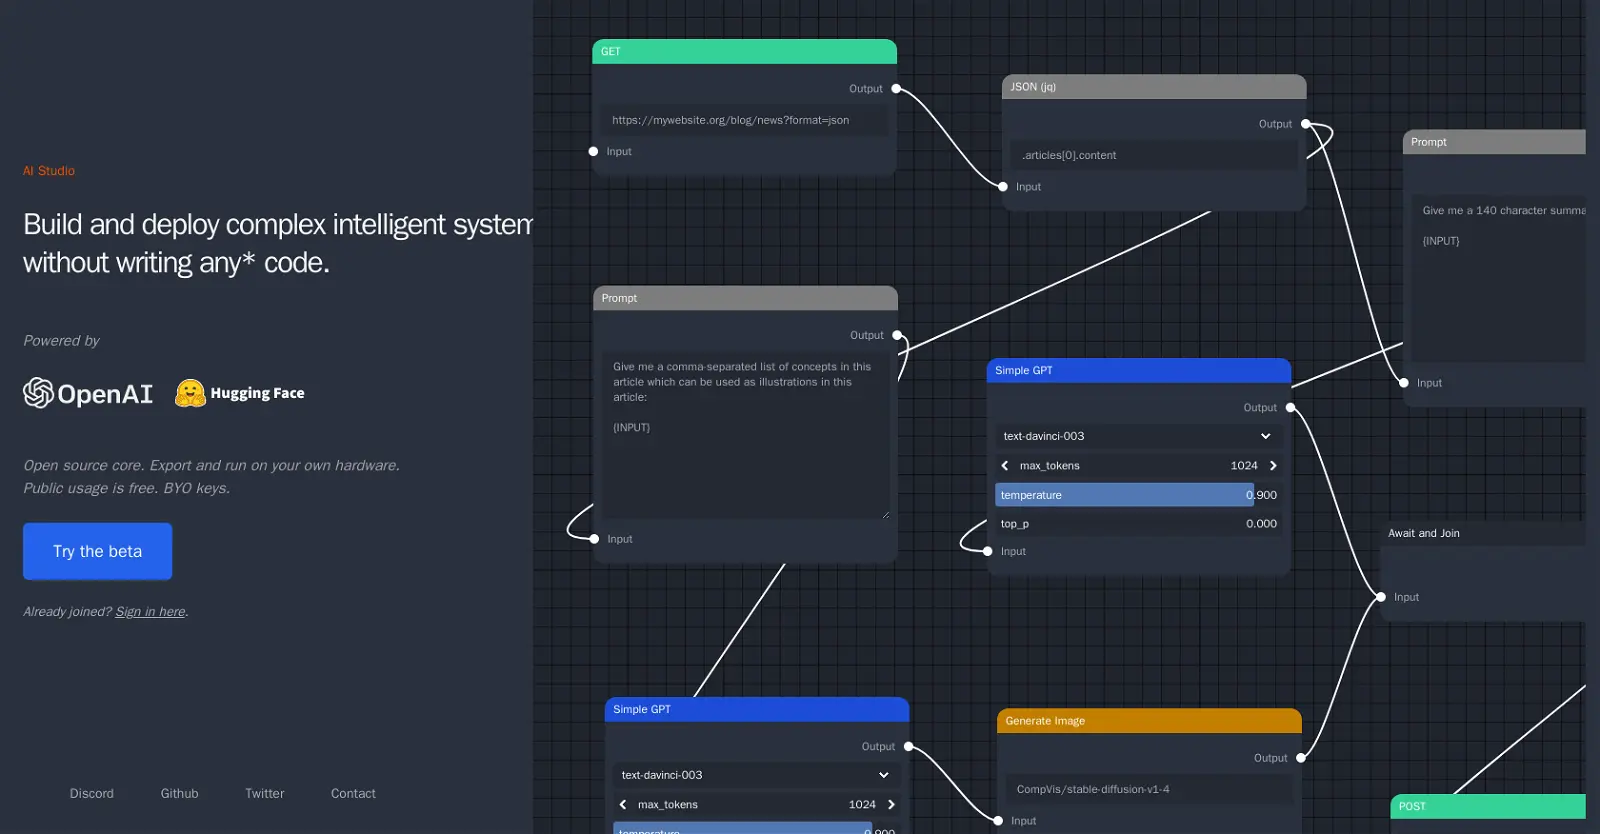 AI Studio
Build and deploy complex intelligent system
without writing any* code.
Powered by
OpenAI
Hugging Face
Open source core. Export and run on your own hardware.
Public usage is free. BYO keys.
Try the beta
Already joined? Sign in here.
Discord
Github
Twitter
Contact
GET
Output
https://mywebsite.org/blog/news?format=json
Input
JSON (jq)
Output
.articles[0].content
Input
Prompt
Give me a 140 character summa
{INPUT}
Input
Prompt
Output
Give me a comma-separated list of concepts in this
article which can be used as illustrations in this
article:
{INPUT}
Input
Simple GPT
Output
text-davinci-003
max_tokens 1024
temperature 0.900
top_p 0.000
Input
Await and Join
Input
Simple GPT
Output
text-davinci-003
max_tokens 1024
temperature 0.900
Generate Image
Output
CompVis/stable-diffusion-v1-4
Input
POST